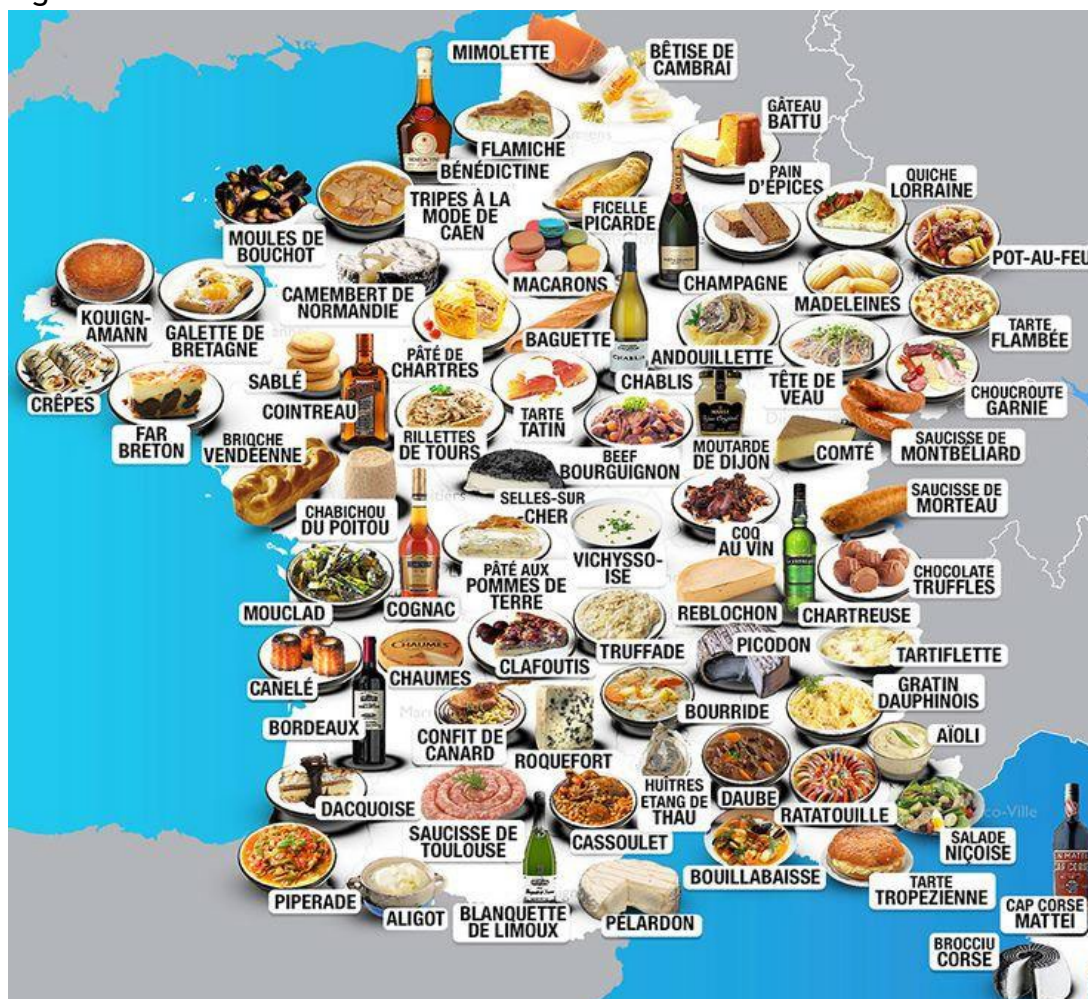 MIMOLETTE
BÊTISE DE
CAMBRAI
GÂTEAU
BATTU
FLAMICHE
BÉNÉDICTINE
PAIN
D'ÉPICES
QUICHE
LORRAINE
TRIPES À LA
MODE DE
CAEN
FICELLE
PICARDE
MOULES DE
BOUCHOT
POT-AU-FEU
MACARONS
CHAMPAGNE
CAMEMBERT DE
NORMANDIE
MADELEINES
KOUIGN-
AMANN
GALETTE DE
BRETAGNE
TARTE
FLAMBÉE
BAGUETTE
PÂTÉ DE
CHARTRES
ANDOUILLETTE
CHABLIS
CHABLIS
SABLÉ
TÊTE DE
VEAU
CRÊPES
CHOUCROUTE
GARNIE
COINTREAU
FAR
BRETON
TARTE
TATIN
RILLETTES
DE TOURS
BRIOCHE
VENDÉENNE
BEEF
BOURGUIGNON
MOUTARDE
DE DIJON
COMTÉ
SAUCISSE DE
MONTBÉLIARD
SELLES-SUR
-CHER
SAUCISSE DE
MORTEAU
CHABICHOU
DU POITOU
COQ
AU VIN
VICHYSSO-
ISE
PÂTÉ AUX
POMMES DE
TERRE
CHOCOLATE
TRUFFLES
MOUCLAD
COGNAC
REBLOCHON
CHARTREUSE
CHAUMES
CLAFOUTIS
TRUFFADE
PICODON
TARTIFLETTE
CANELÉ
CHAUMES
GRATIN
DAUPHINOIS
BORDEAUX
CONFIT DE
CANARD
BOURRIDE
AÏOLI
ROQUEFORT
HUÎTRES
ETANG DE
THAU
DAUBE
RATATOUILLE
DACQUOISE
SAUCISSE DE
TOULOUSE
CASSOULET
co-Ville
SALADE
NIÇOISE
BOUILLABAISSE
TARTE
TROPEZIENNE
PIPERADE
ALIGOT
BLANQUETTE
DE LIMOUX
PÉLARDON
CAP CORSE
MATTEI
BROCCIU
CORSE